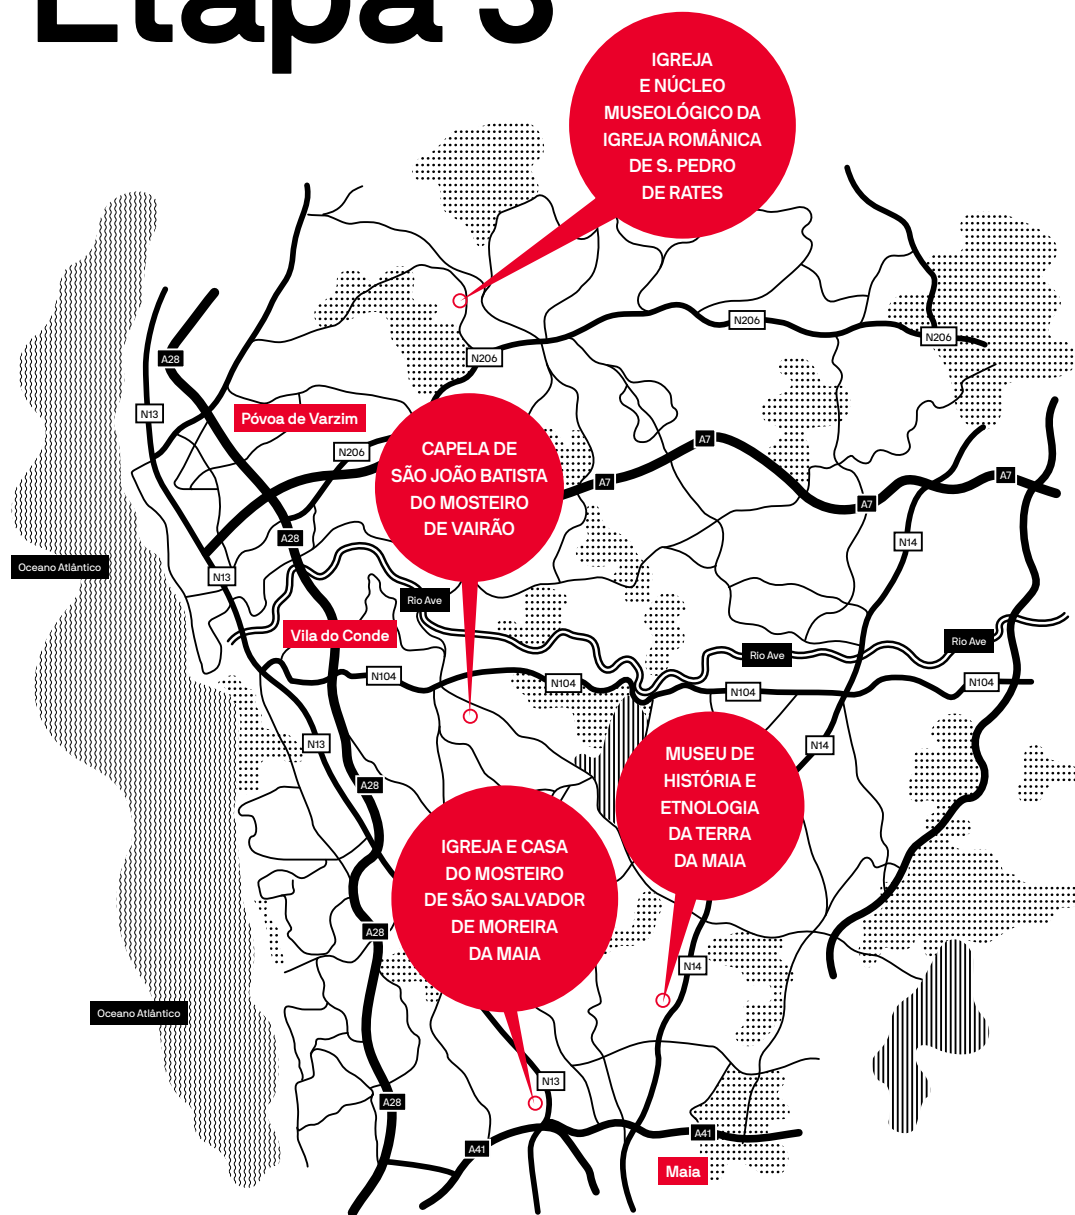 Etapa 3
IGREJA
E NÚCLEO
MUSEOLÓGICO DA
IGREJA ROMÂNICA
DE S. PEDRO
DE RATES
N206
N206
N206
A28
N13
Póvoa de Varzim
N206
CAPELA DE
SÃO JOÃO BATISTA
DO MOSTEIRO
DE VAIRÃO
A7
A7
A7
A7
A28
N14
Oceano Atlântico
N13
Rio Ave
Vila do Conde
Rio Ave
Rio Ave
N104
N104
N104
N104
N13
N14
A28
MUSEU DE
HISTÓRIA E
ETNOLOGIA
DA TERRA
DA MAIA
IGREJA E CASA
DO MOSTEIRO
DE SÃO SALVADOR
DE MOREIRA
DA MAIA
A28
N14
Oceano Atlântico
N13
A28
A41
A41
Maia